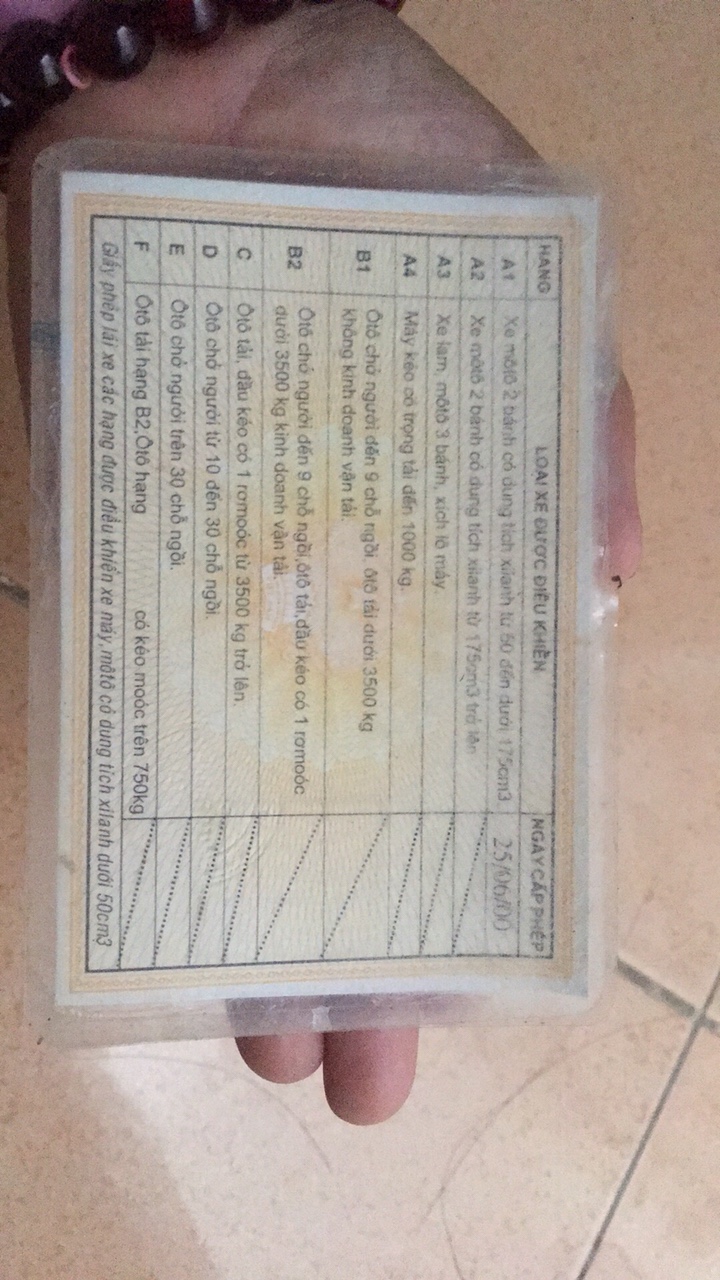 HẠNG LOẠI XE ĐƯỢC ĐIỀU KHIỂN NGÀY CẤP PHÉP
A1 Xe môtô 2 bánh có dung tích xilanh từ 50 đến dưới 175cm3 25/06/00
A2 Xe môtô 2 bánh có dung tích xilanh từ 175cm3 trở lên
A3 Xe lam, môtô 3 bánh, xích lô máy.
A4 Máy kéo có trọng tải đến 1000 kg.
B1 Ôtô chở người đến 9 chỗ ngồi, ôtô tải dưới 3500 kg
không kinh doanh vận tải.
B2 Ôtô chở người đến 9 chỗ ngồi,ôtô tải,đầu kéo có 1 rơmoóc
dưới 3500 kg kinh doanh vận tải.
C Ôtô tải, đầu kéo có 1 rơmoóc từ 3500 kg trở lên.
D Ôtô chở người từ 10 đến 30 chỗ ngồi.
E Ôtô chở người trên 30 chỗ ngồi.
F Ôtô tải hạng B2,Ôtô hạng có kéo moóc trên 750kg
Giấy phép lái xe các hạng được điều khiển xe máy,môtô có dung tích xilanh dưới 50cm3